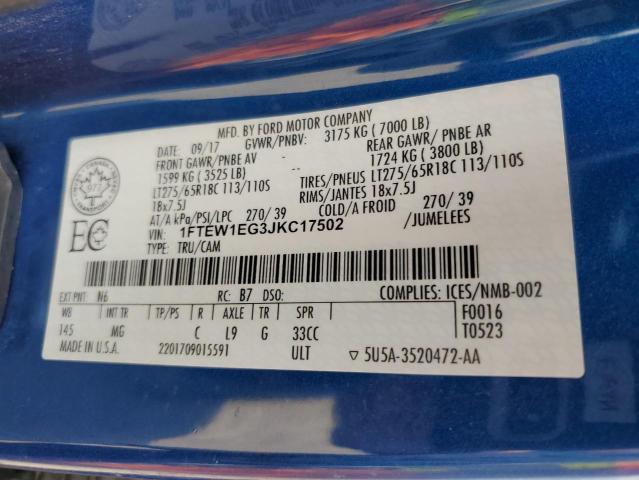 MFD. BY FORD MOTOR COMPANY
DATE: 09/17 GVWR/PNBV: 3175 KG ( 7000 LB)
FRONT GAWR/PNBE AV REAR GAWR/ PNBE AR
1599 KG ( 3525 LB) 1724 KG ( 3800 LB)
LT275/65R18C 113/110S TIRES/PNEUS LT275/65R18C 113/110S
18x7.5J RIMS/JANTES 18x7.5J
AT/A kPa/PSI/LPC 270/ 39 COLD/A FROID 270/ 39
VIN: 1FTEW1EG3JKC17502 /JUMELEES
TYPE: TRU/CAM
CANADA
977
TRANSPORT
EC
EXT PNT: N6 RC: B7 DSO: COMPLIES: ICES/NMB-002
WB INT TR TP/PS R AXLE TR SPR F0016
145 MG C L9 G 33CC T0523
MADE IN U.S.A. 2201709015591 ULT ▽ 5U5A-3520472-AA